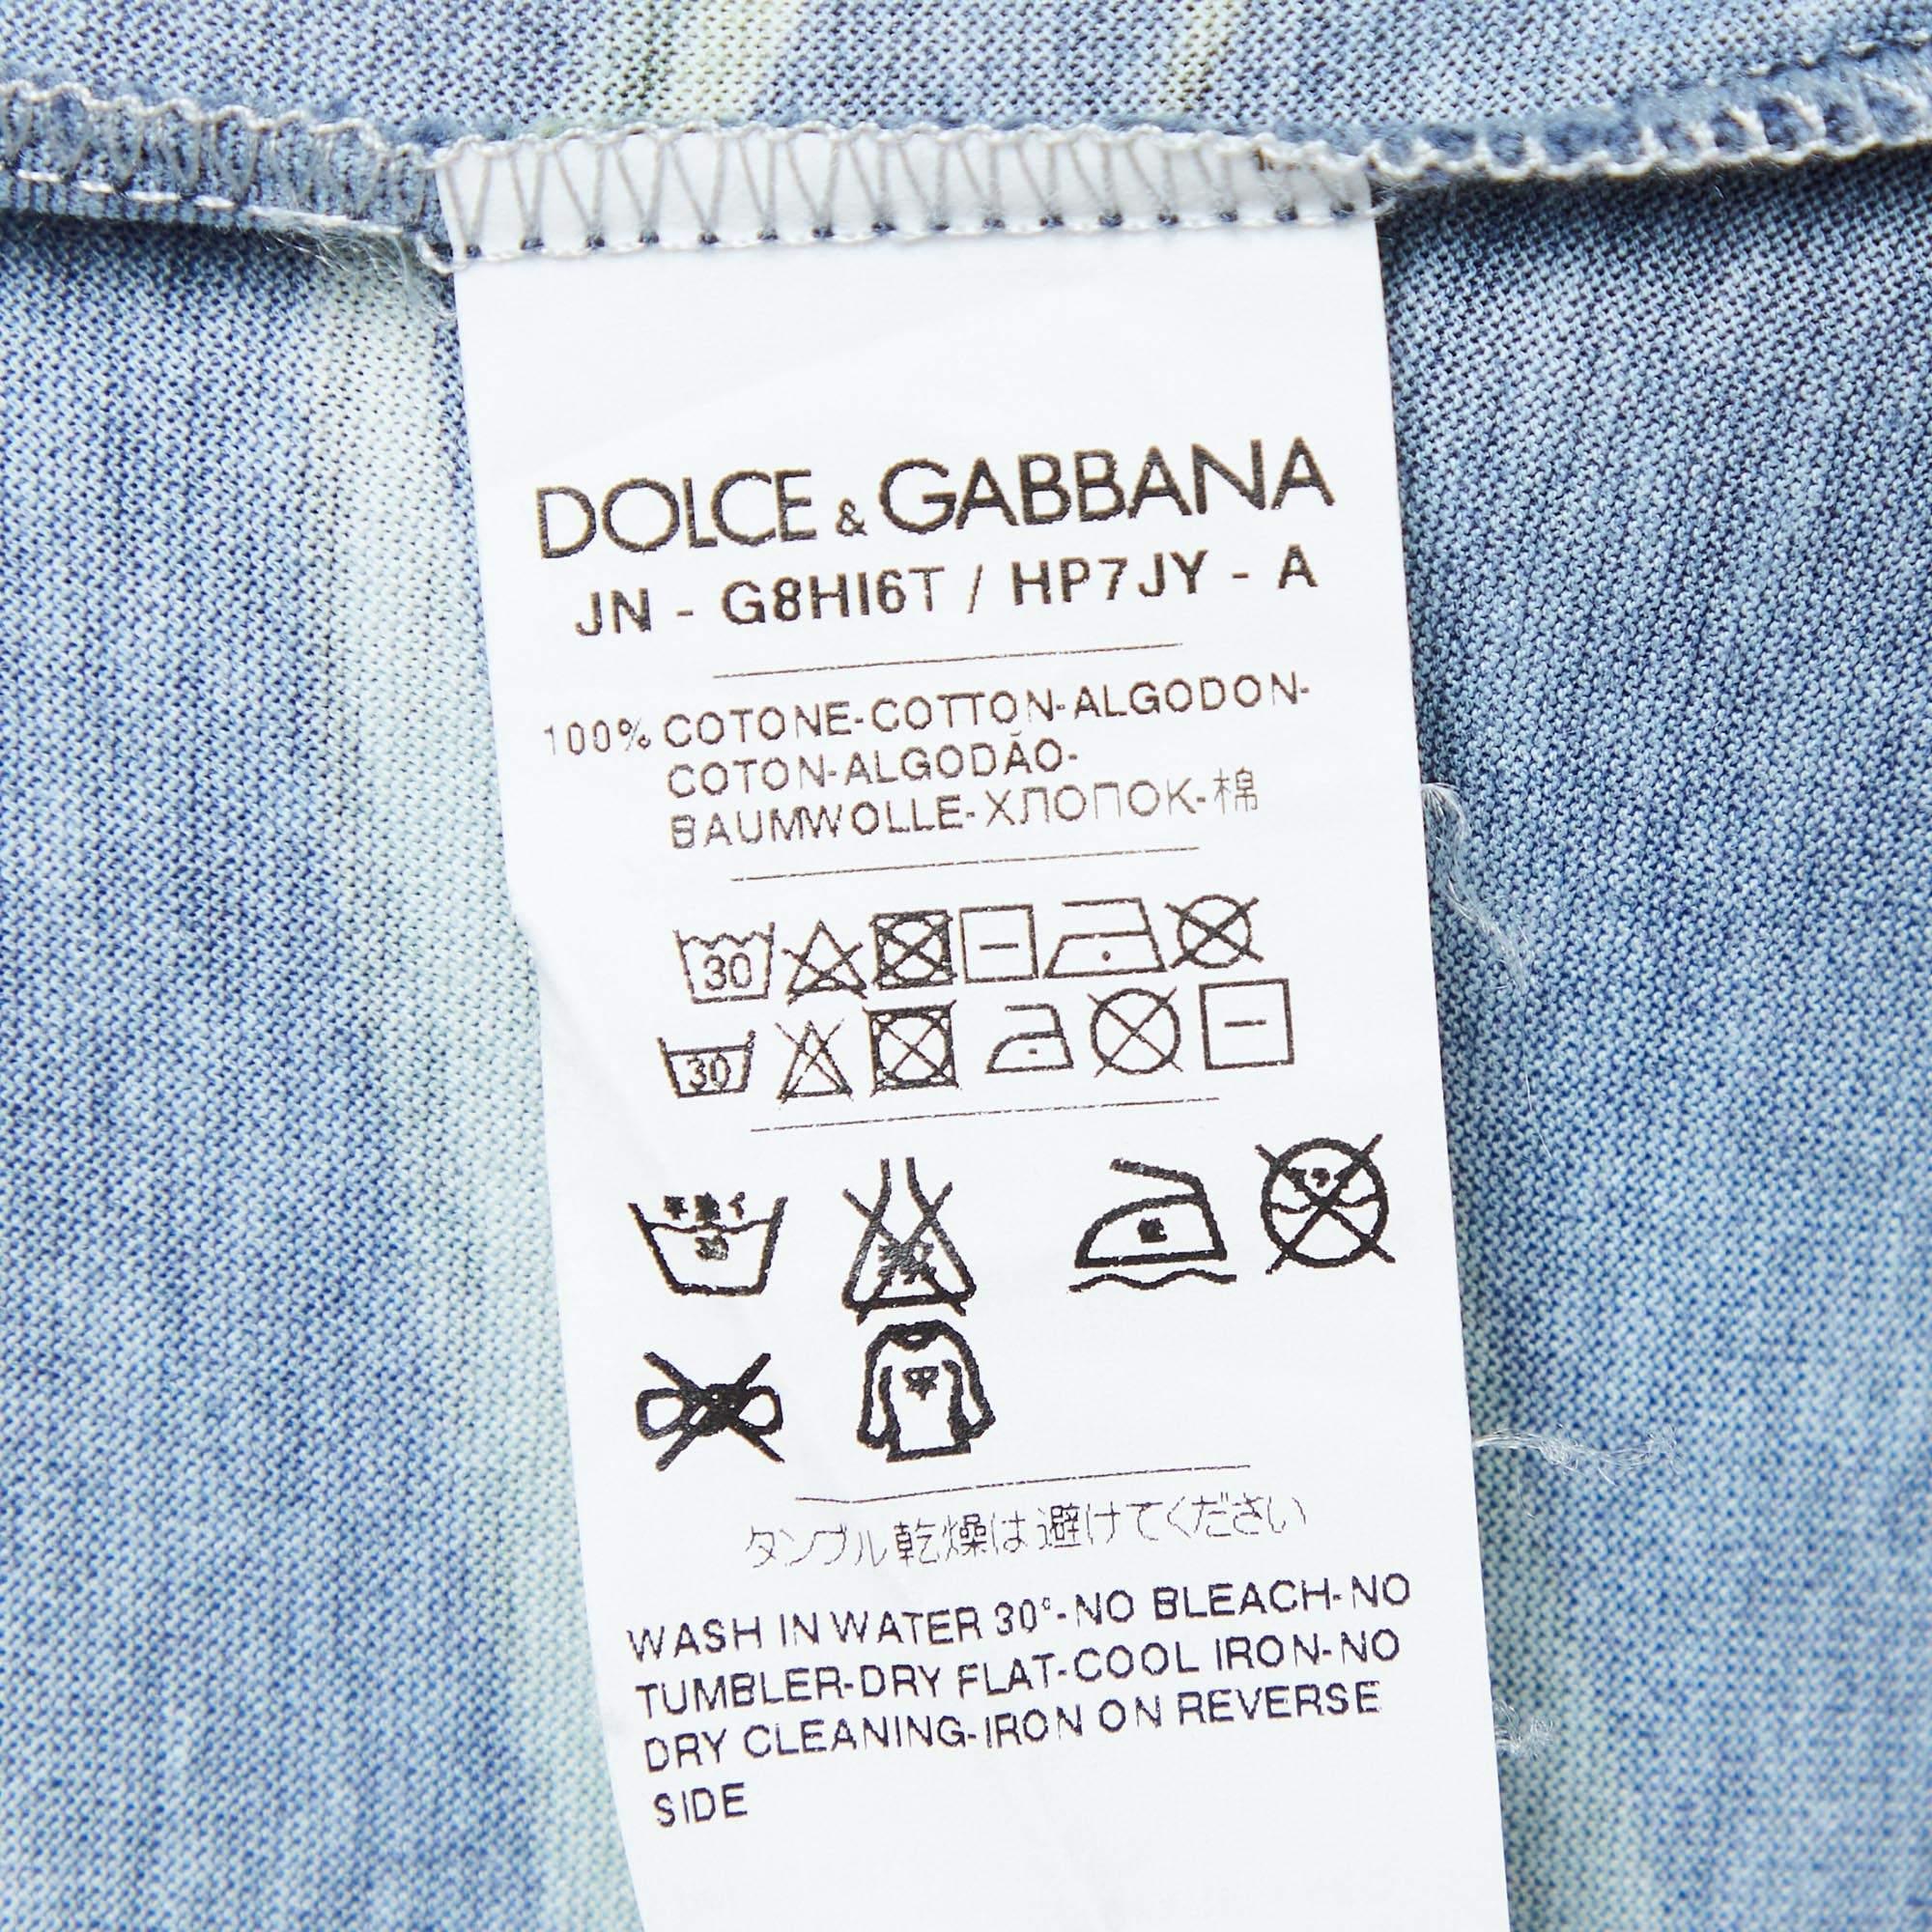 DOLCE & GABBANA
JN - G8HI6T / HP7JY - A
100% COTONE-COTTON-ALGODON-
COTON-ALGODÃO-
BAUMWOLLE-ХЛОПОК-棉
30
30
タンブル乾燥は避けてください
WASH IN WATER 30°-NO BLEACH-NO
TUMBLER-DRY FLAT-COOL IRON-NO
DRY CLEANING-IRON ON REVERSE
SIDE